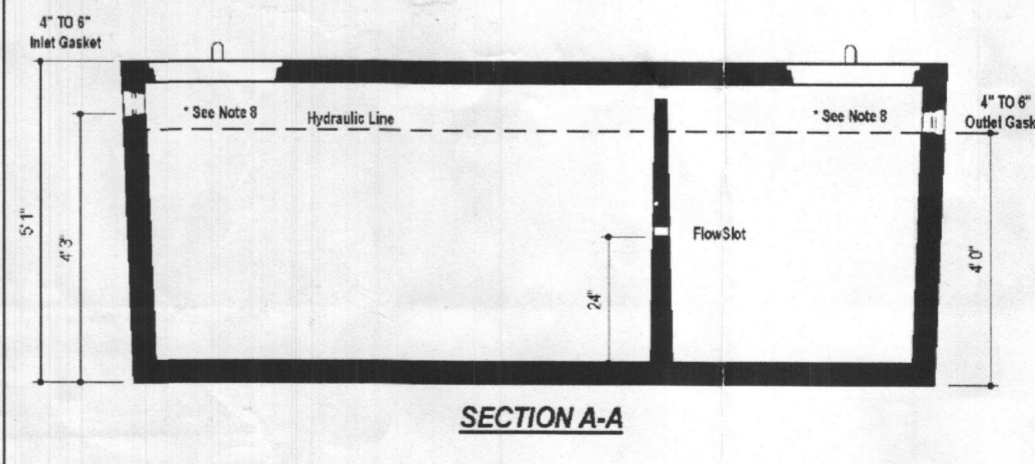 4" TO 6"
Inlet Gasket
* See Note 8
Hydraulic Line
* See Note 8
4" TO 6"
Outlet Gask
5' 1"
4' 3"
FlowSlot
24"
4' 0"
SECTION A-A